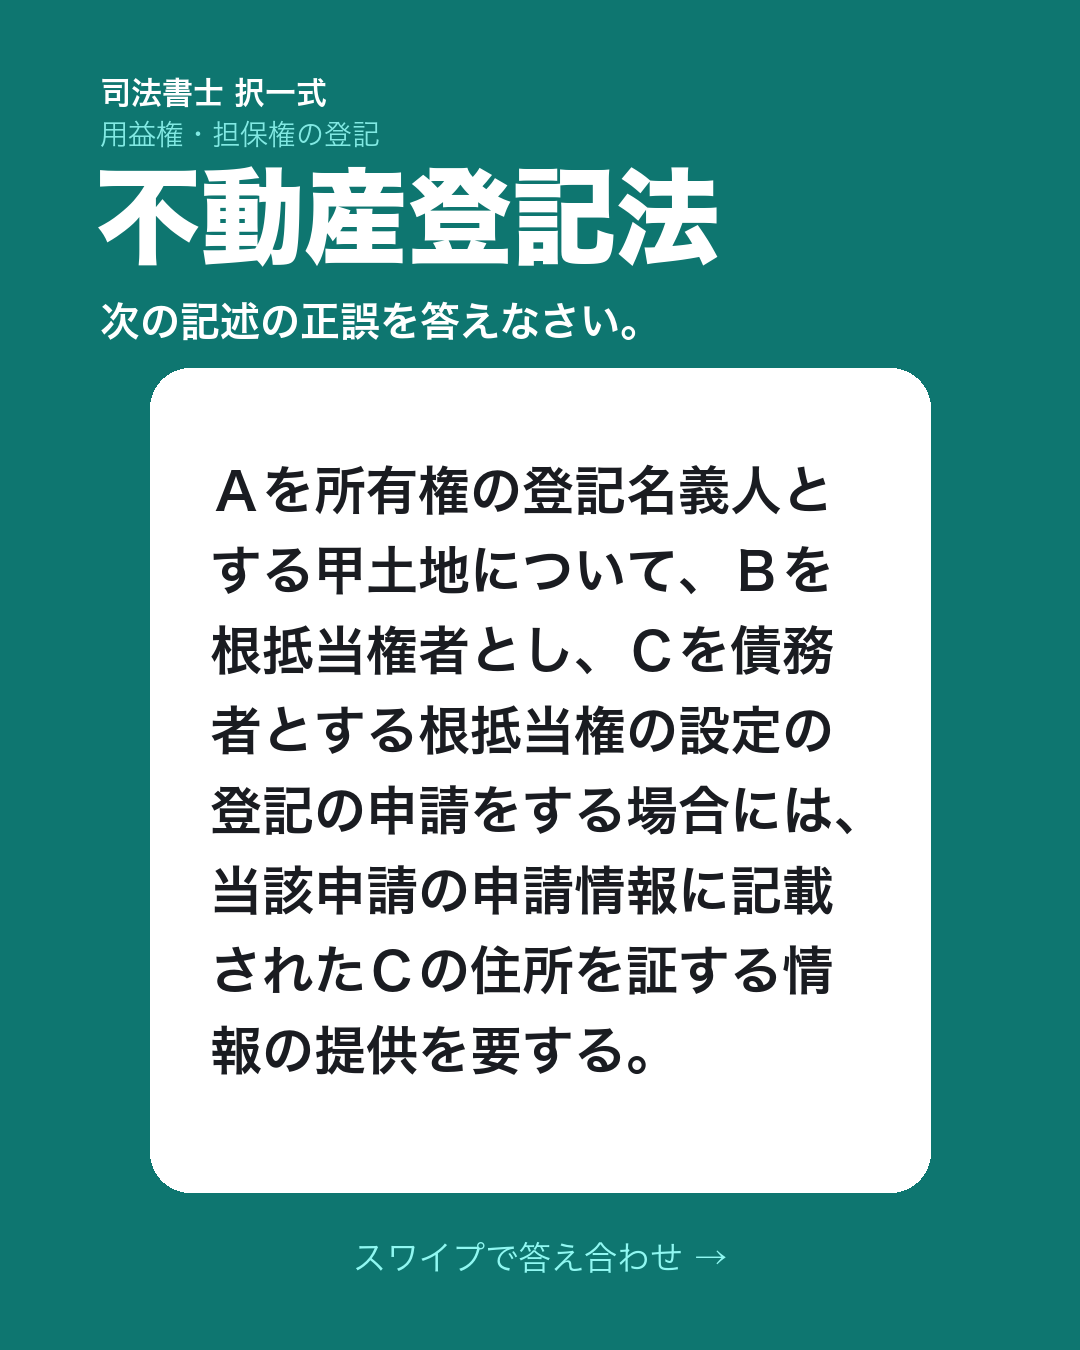 司法書士 択一式
用益権・担保権の登記
不動産登記法
次の記述の正誤を答えなさい。
Ａを所有権の登記名義人と
する甲土地について、Ｂを
根抵当権者とし、Ｃを債務
者とする根抵当権の設定の
登記の申請をする場合には、
当該申請の申請情報に記載
されたＣの住所を証する情
報の提供を要する。
スワイプで答え合わせ →